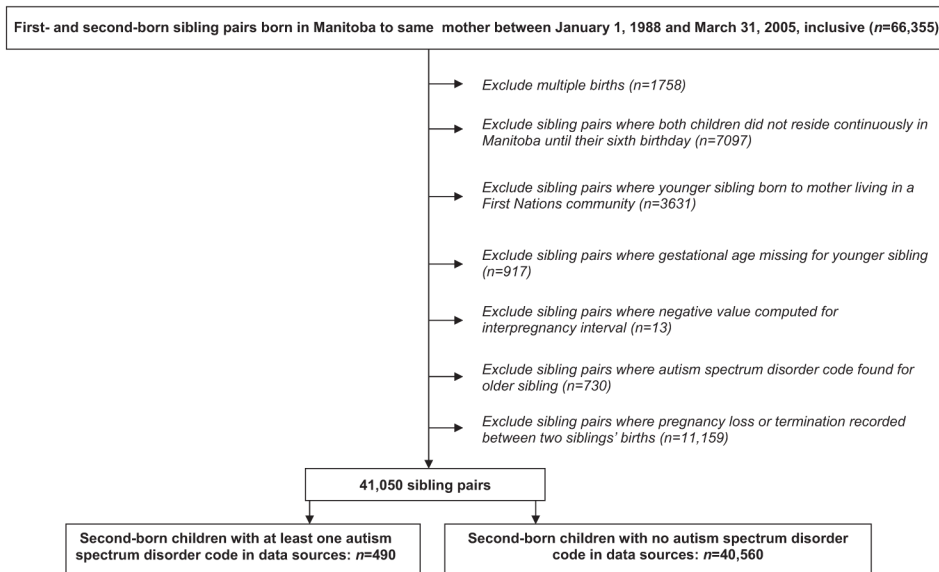 First- and second-born sibling pairs born in Manitoba to same mother between January 1, 1988 and March 31, 2005, inclusive (n=66,355)
Exclude multiple births (n=1758)
Exclude sibling pairs where both children did not reside continuously in
Manitoba until their sixth birthday (n=7097)
Exclude sibling pairs where younger sibling born to mother living in a
First Nations community (n=3631)
Exclude sibling pairs where gestational age missing for younger sibling
(n=917)
Exclude sibling pairs where negative value computed for
interpregnancy interval (n=13)
Exclude sibling pairs where autism spectrum disorder code found for
older sibling (n=730)
Exclude sibling pairs where pregnancy loss or termination recorded
between two siblings' births (n=11,159)
41,050 sibling pairs
Second-born children with at least one autism
spectrum disorder code in data sources: n=490
Second-born children with no autism spectrum disorder
code in data sources: n=40,560